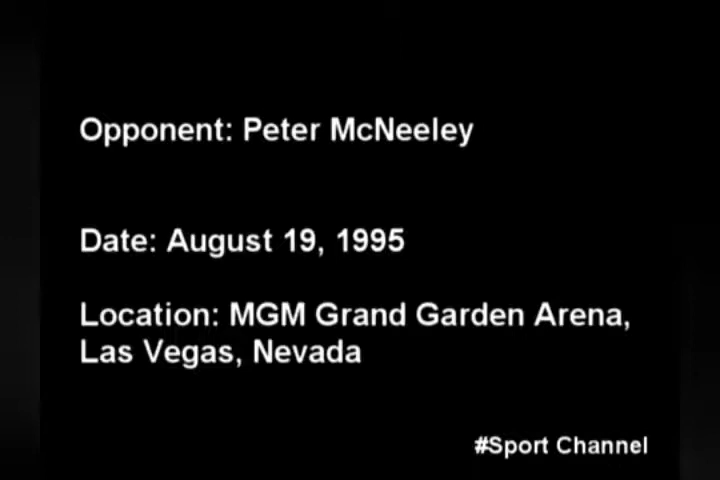 Opponent: Peter McNeeley
Date: August 19, 1995
Location: MGM Grand Garden Arena,
Las Vegas, Nevada
#Sport Channel